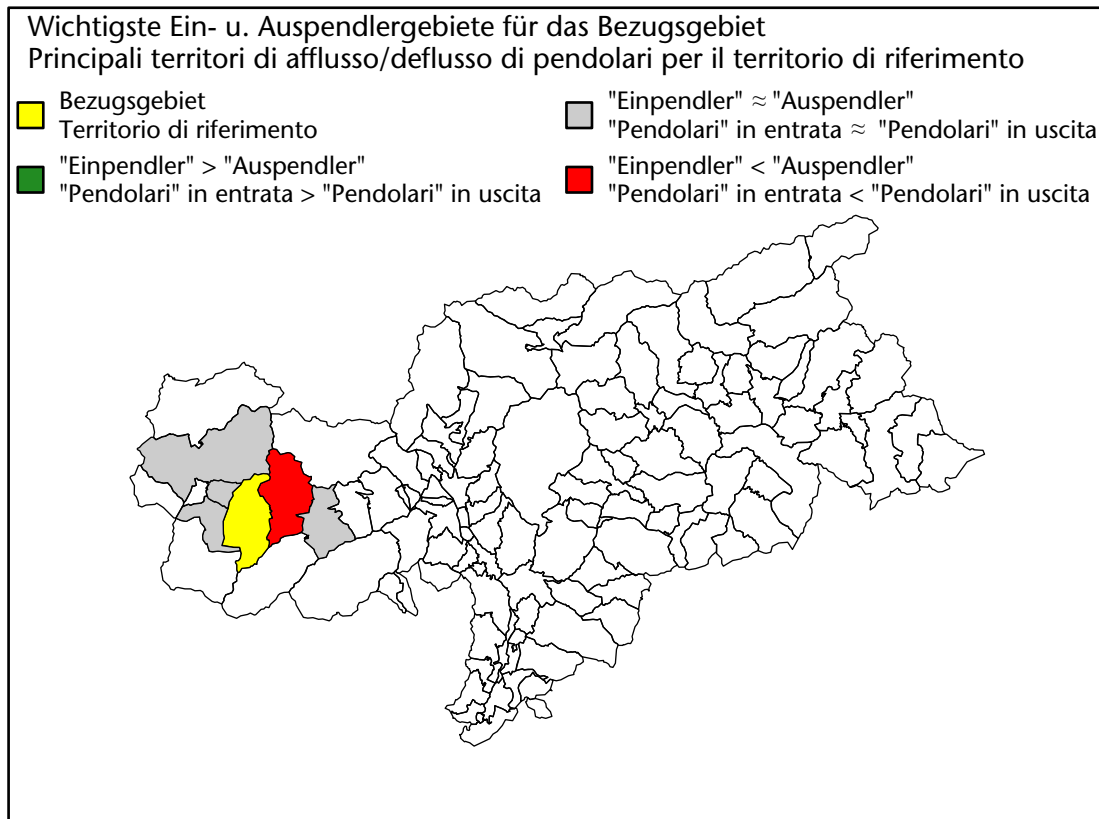 Wichtigste Ein- u. Auspendlergebiete für das Bezugsgebiet
Principali territori di afflusso/deflusso di pendolari per il territorio di riferimento
Bezugsgebiet
Territorio di riferimento
"Einpendler" > "Auspendler"
"Pendolari" in entrata > "Pendolari" in uscita
"Einpendler" ≈ "Auspendler"
"Pendolari" in entrata ≈ "Pendolari" in uscita
"Einpendler" < "Auspendler"
"Pendolari" in entrata < "Pendolari" in uscita